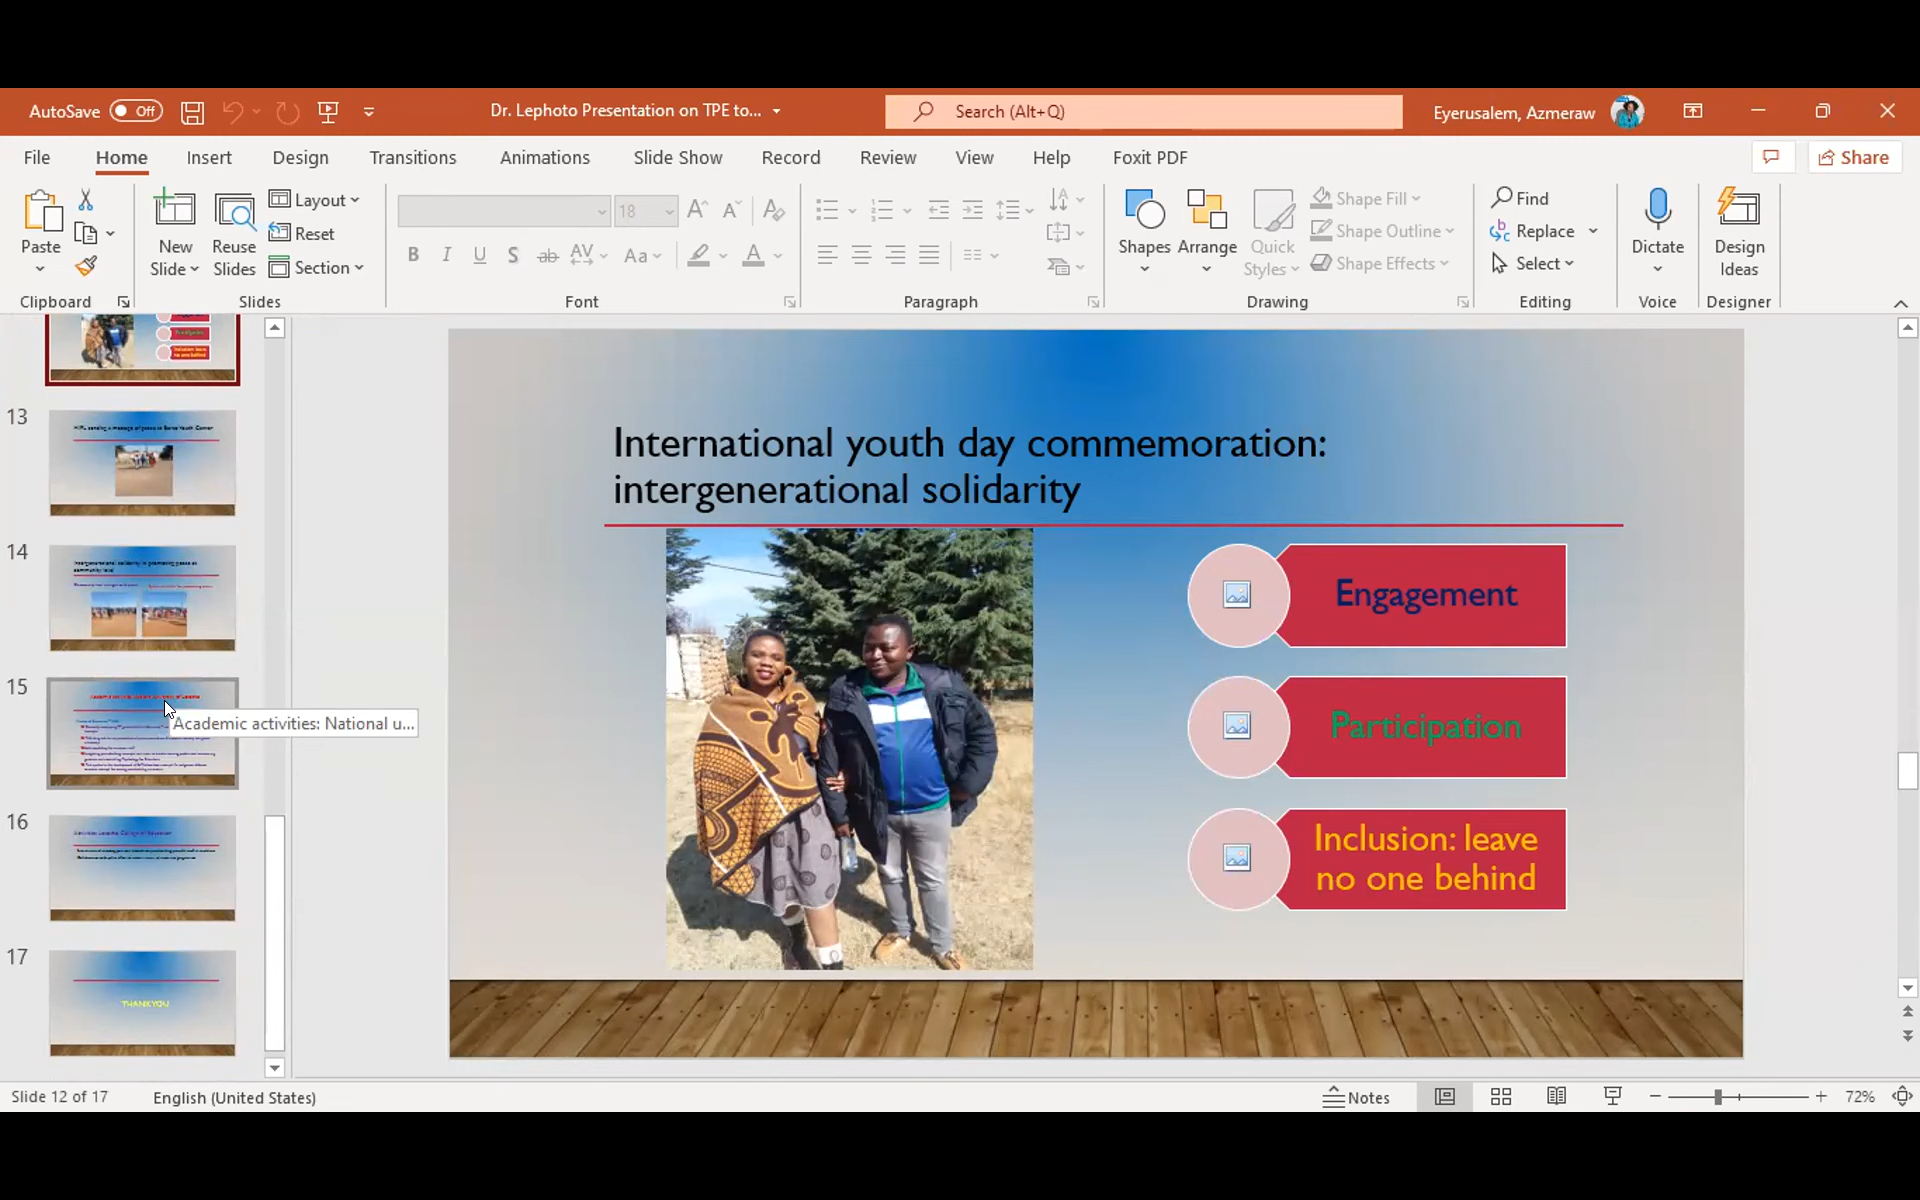 AutoSave Off
Dr. Lephoto Presentation on TPE to...
Search (Alt+Q)
Eyerusalem, Azmeraw
File Home Insert Design Transitions Animations Slide Show Record Review View Help Foxit PDF
Share
Paste
New Slide
Reuse Slides
Layout
Reset
Section
18
Shapes
Arrange
Quick Styles
Shape Fill
Shape Outline
Shape Effects
Find
Replace
Select
Dictate
Design Ideas
Clipboard Slides Font Paragraph Drawing Editing Voice Designer
13
14
15
Academic activities: National u...
16
17
THANK YOU
International youth day commemoration:
intergenerational solidarity
Engagement
Participation
Inclusion: leave
no one behind
Slide 12 of 17
English (United States)
Notes
72%